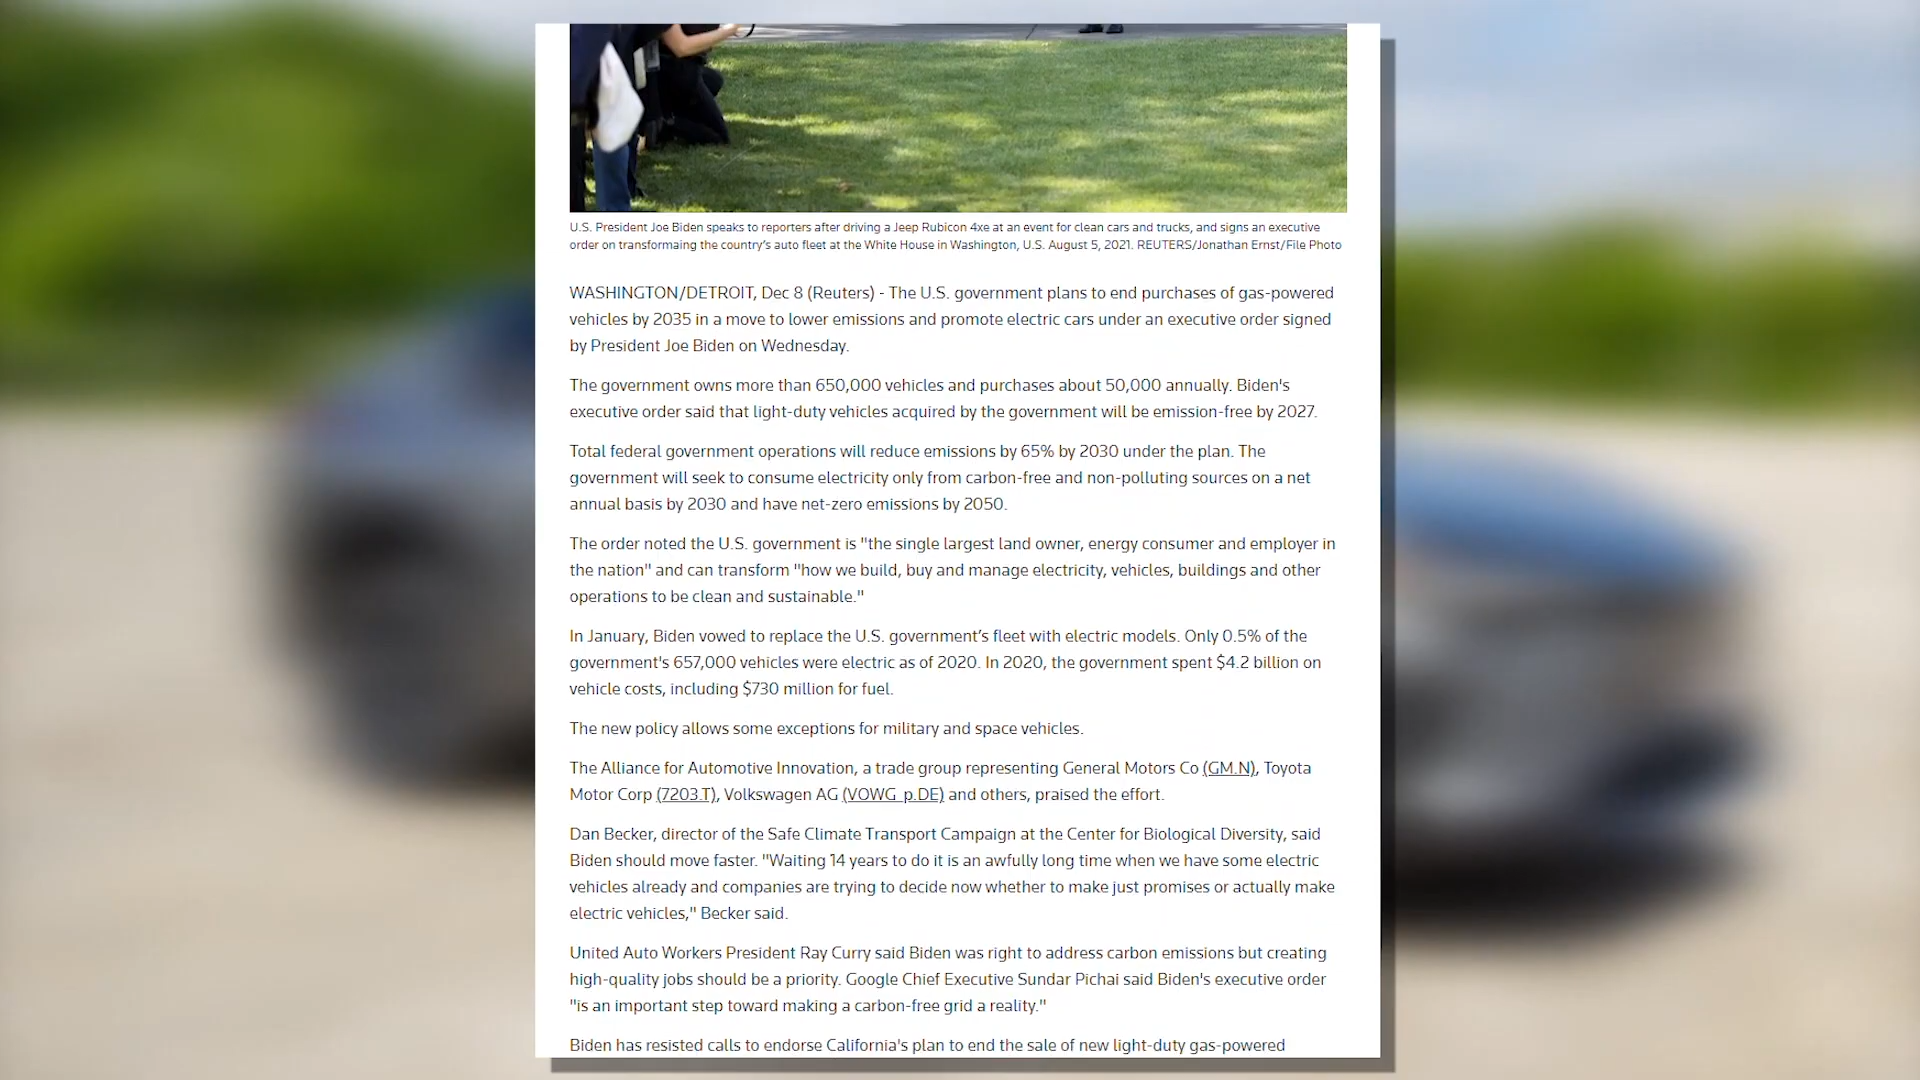 U.S. President Joe Biden speaks to reporters after driving a Jeep Rubicon 4xe at an event for clean cars and trucks, and signs an executive
order on transformaing the country's auto fleet at the White House in Washington, U.S. August 5, 2021. REUTERS/Jonathan Ernst/File Photo
WASHINGTON/DETROIT, Dec 8 (Reuters) - The U.S. government plans to end purchases of gas-powered
vehicles by 2035 in a move to lower emissions and promote electric cars under an executive order signed
by President Joe Biden on Wednesday.
The government owns more than 650,000 vehicles and purchases about 50,000 annually. Biden's
executive order said that light-duty vehicles acquired by the government will be emission-free by 2027.
Total federal government operations will reduce emissions by 65% by 2030 under the plan. The
government will seek to consume electricity only from carbon-free and non-polluting sources on a net
annual basis by 2030 and have net-zero emissions by 2050.
The order noted the U.S. government is "the single largest land owner, energy consumer and employer in
the nation" and can transform "how we build, buy and manage electricity, vehicles, buildings and other
operations to be clean and sustainable."
In January, Biden vowed to replace the U.S. government’s fleet with electric models. Only 0.5% of the
government's 657,000 vehicles were electric as of 2020. In 2020, the government spent $4.2 billion on
vehicle costs, including $730 million for fuel.
The new policy allows some exceptions for military and space vehicles.
The Alliance for Automotive Innovation, a trade group representing General Motors Co (GM.N), Toyota
Motor Corp (7203.T), Volkswagen AG (VOWG_p.DE) and others, praised the effort.
Dan Becker, director of the Safe Climate Transport Campaign at the Center for Biological Diversity, said
Biden should move faster. "Waiting 14 years to do it is an awfully long time when we have some electric
vehicles already and companies are trying to decide now whether to make just promises or actually make
electric vehicles," Becker said.
United Auto Workers President Ray Curry said Biden was right to address carbon emissions but creating
high-quality jobs should be a priority. Google Chief Executive Sundar Pichai said Biden's executive order
"is an important step toward making a carbon-free grid a reality."
Biden has resisted calls to endorse California's plan to end the sale of new light-duty gas-powered